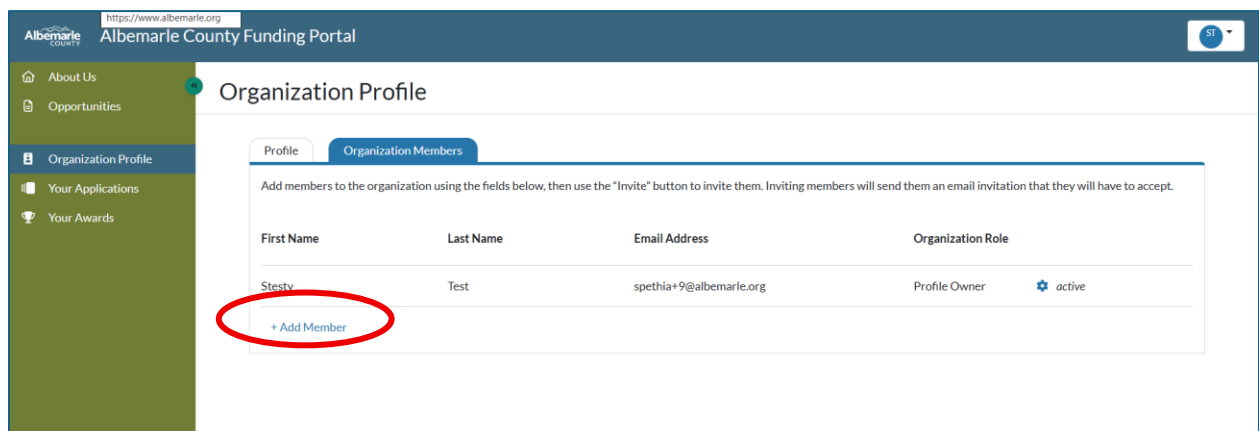 https://www.albemarle.org
Albemarle
COUNTY
Albemarle County Funding Portal
ST
About Us
Opportunities
Organization Profile
Your Applications
Your Awards
Organization Profile
Profile
Organization Members
Add members to the organization using the fields below, then use the "Invite" button to invite them. Inviting members will send them an email invitation that they will have to accept.
First Name Last Name Email Address Organization Role
Stesty Test spethia+9@albemarle.org Profile Owner active
+ Add Member